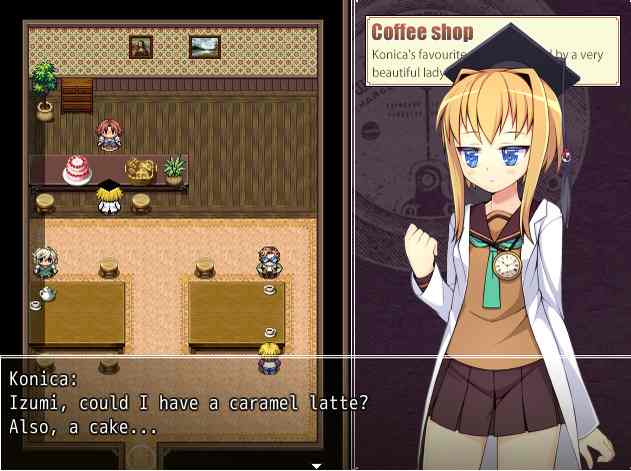 Coffee shop
Konica's favourite by a very
beautiful lady
Konica:
Izumi, could I have a caramel latte?
Also, a cake...